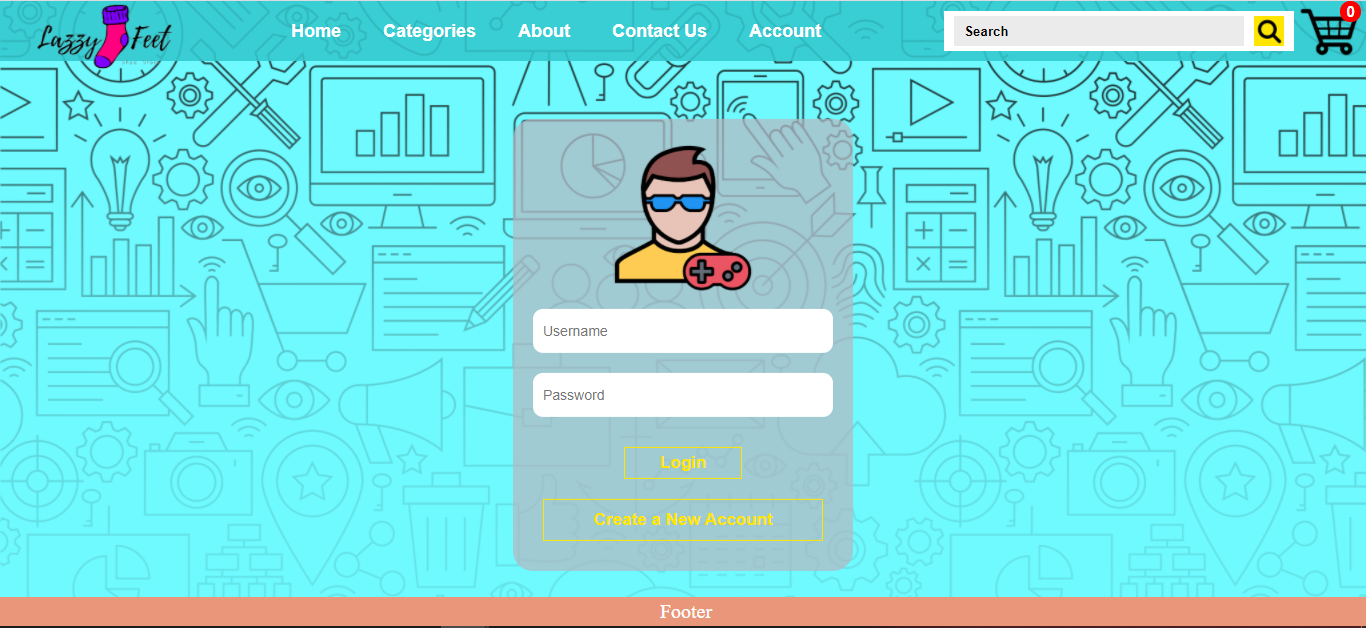 Lazzy Feet
Home
Categories
About
Contact Us
Account
Search
0
Username
Password
Login
Create a New Account
Footer